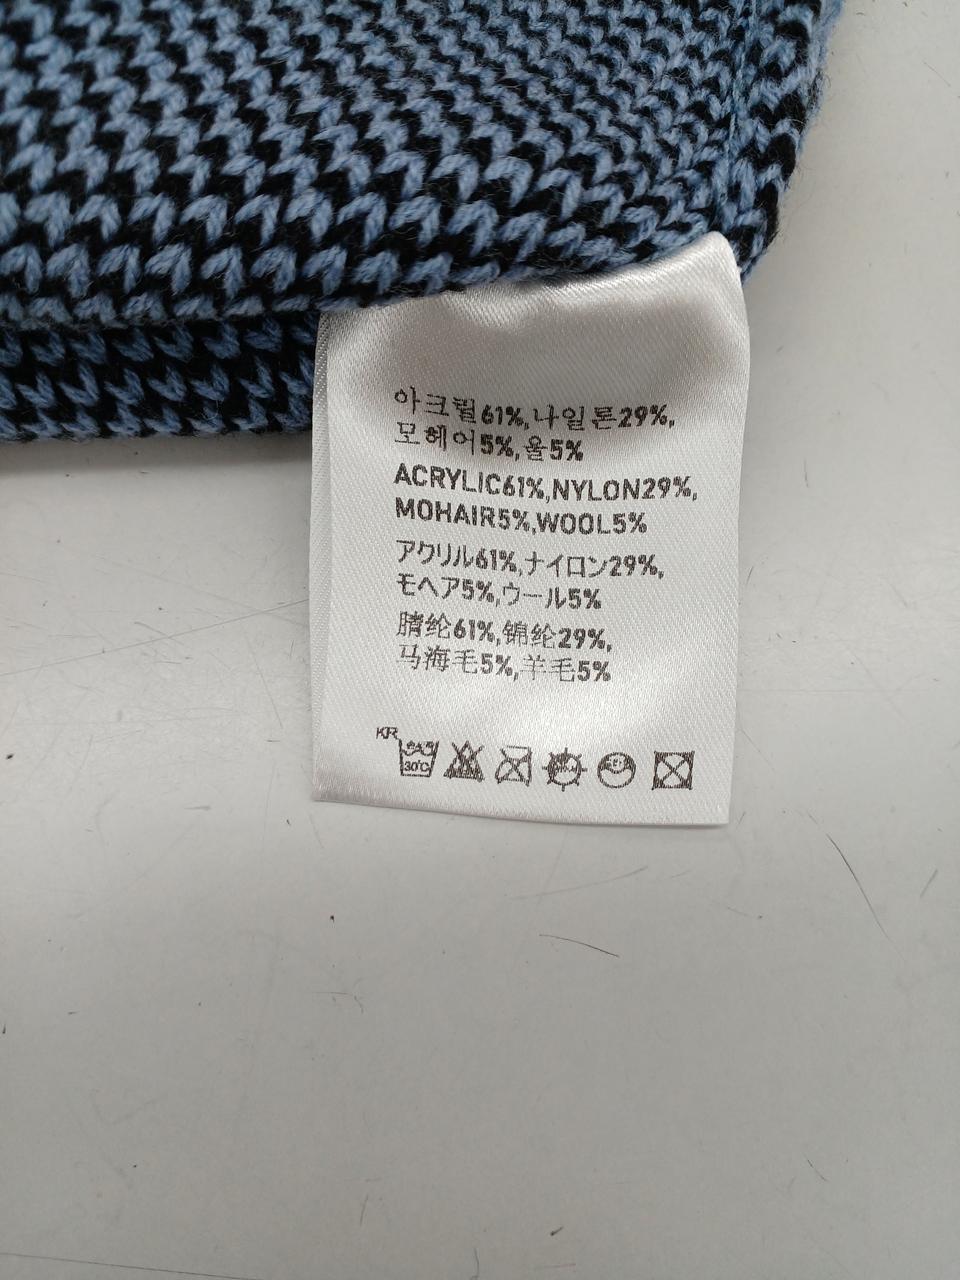 아크릴61%,나일론29%,
모헤어5%,울5%
ACRYLIC61%,NYLON29%,
MOHAIR5%,WOOL5%
アクリル61%,ナイロン29%,
モヘア5%,ウール5%
腈纶61%,锦纶29%,
马海毛5%,羊毛5%
KR
30℃